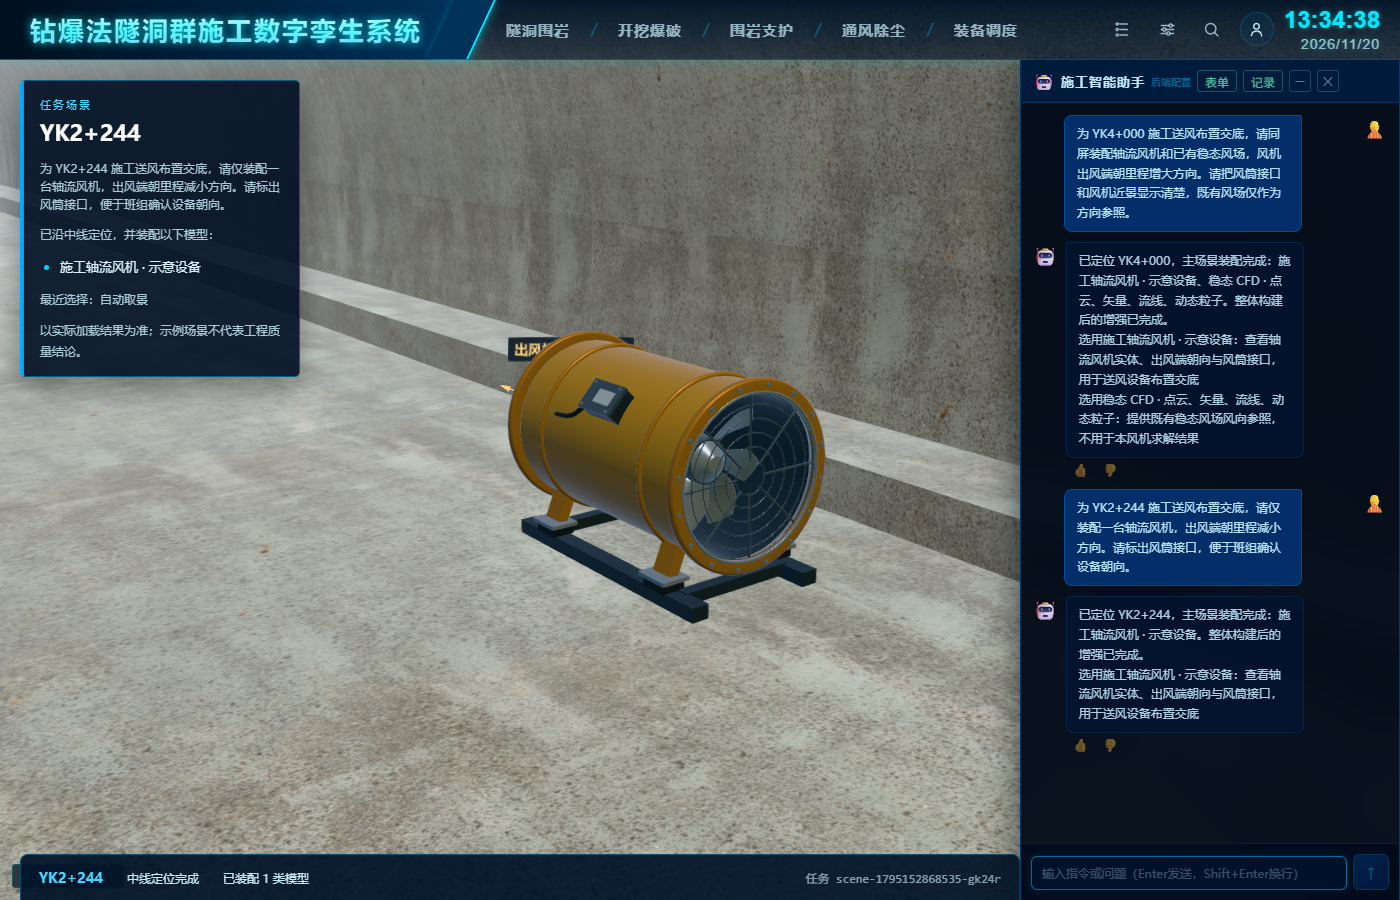 钻爆法隧洞群施工数字孪生系统
隧洞围岩 / 开挖爆破 / 围岩支护 / 通风除尘 / 装备调度
13:34:38
2026/11/20
任务场景
YK2+244
为 YK2+244 施工送风布置交底，请仅装配一
台轴流风机，出风端朝里程减小方向。请标出
风筒接口，便于班组确认设备朝向。
已沿中线定位，并装配以下模型：
施工轴流风机 · 示意设备
最近选择：自动取景
以实际加载结果为准；示例场景不代表工程质
量结论。
出风
YK2+244 中线定位完成 已装配 1 类模型
任务 scene-1795152868535-gk24r
施工智能助手 后端配置 表单 记录
为 YK4+000 施工送风布置交底，请同
屏装配轴流风机和已有稳态风场，风机
出风端朝里程增大方向。请把风筒接口
和风机近景显示清楚，既有风场仅作为
方向参照。
已定位 YK4+000，主场景装配完成：施
工轴流风机 · 示意设备、稳态 CFD · 点
云、矢量、流线、动态粒子。整体构建
后的增强已完成。
选用施工轴流风机 · 示意设备：查看轴
流风机实体、出风端朝向与风筒接口，
用于送风设备布置交底
选用稳态 CFD · 点云、矢量、流线、动
态粒子：提供既有稳态风场风向参照，
不用于本风机求解结果
为 YK2+244 施工送风布置交底，请仅
装配一台轴流风机，出风端朝里程减小
方向。请标出风筒接口，便于班组确认
设备朝向。
已定位 YK2+244，主场景装配完成：施
工轴流风机 · 示意设备。整体构建后的
增强已完成。
选用施工轴流风机 · 示意设备：查看轴
流风机实体、出风端朝向与风筒接口，
用于送风设备布置交底
输入指令或问题（Enter发送，Shift+Enter换行）